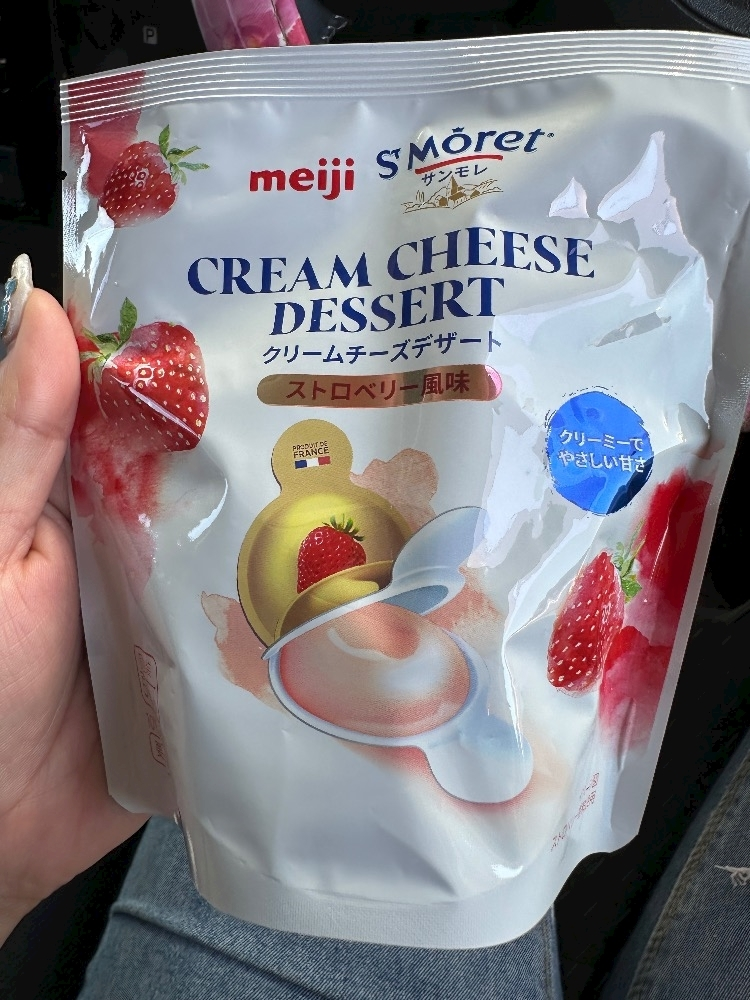 meiji
St Môret®
サンモレ
CREAM CHEESE
DESSERT
クリームチーズデザート
ストロベリー風味
PRODUIT DE
FRANCE
クリーミーで
やさしい甘さ
P